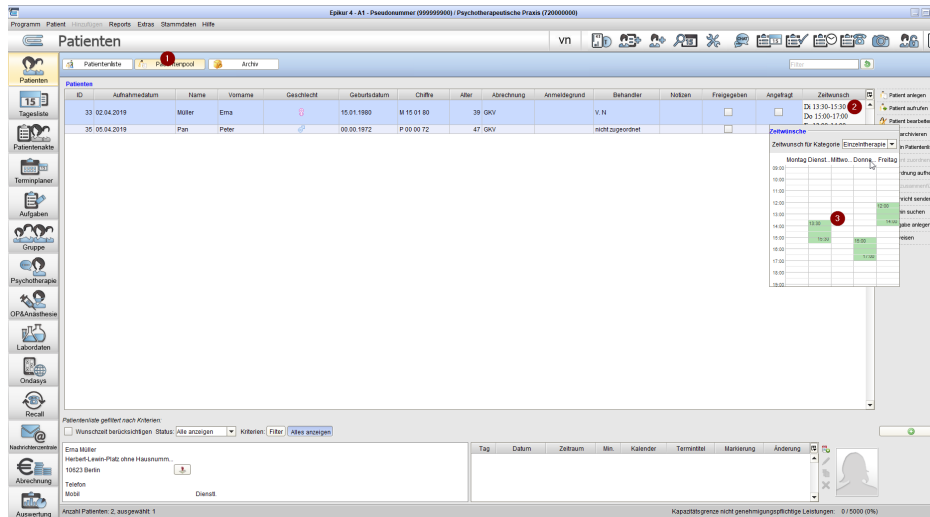 Epikur 4 - A1 - Pseudonummer (999999900) / Psychotherapeutische Praxis (720000000)
Programm Patient Hinzufügen Reports Extras Stammdaten Hilfe
Patienten
vn
Patientenliste
1
Archiv
Filter
Patienten
ID Aufnahmedatum Name Vorname Geschlecht Geburtsdatum Chiffre Alter Abrechnung Anmeldegrund Behandler Notizen Freigegeben Angefragt Zeitwunsch
33 02.04.2019 Müller Erna 15.01.1980 M 15 01 80 39 GKV V. N
Di 13:30-15:30
2
Do 15:00-17:00
35 05.04.2019 Pan Peter 00.00.1972 P 00 00 72 47 GKV nicht zugeordnet
Patient anlegen
Patient aufrufen
Patient bearbeite
archivieren
Zeitwünsche
Zeitwunsch für Kategorie Einzeltherapie
Montag Dienst... Mittwo... Donne... Freitag
09:00
10:00
11:00
12:00 12:00
13:00 3
14:00 14:00
15:00 15:00
16:00
17:00 17:00
18:00
19:00
Patienten
15
Tagesliste
Patientenakte
Terminplaner
Aufgaben
Gruppe
Psychotherapie
OP&Anästhesie
Labordaten
Ondasys
Recall
Nachrichtenzentrale
Abrechnung
Auswertung
Patientenliste gefiltert nach Kriterien:
Wunschzeit berücksichtigen Status: Alle anzeigen Kriterien: Filter Alles anzeigen
Erna Müller
Herbert-Lewin-Platz ohne Hausnumm...
10623 Berlin
Telefon
Mobil Dienstl.
Tag Datum Zeitraum Min. Kalender Termintitel Markierung Änderung
Anzahl Patienten: 2, ausgewählt: 1
Kapazitätsgrenze nicht genehmigungspflichtige Leistungen: 0 / 5000 (0%)